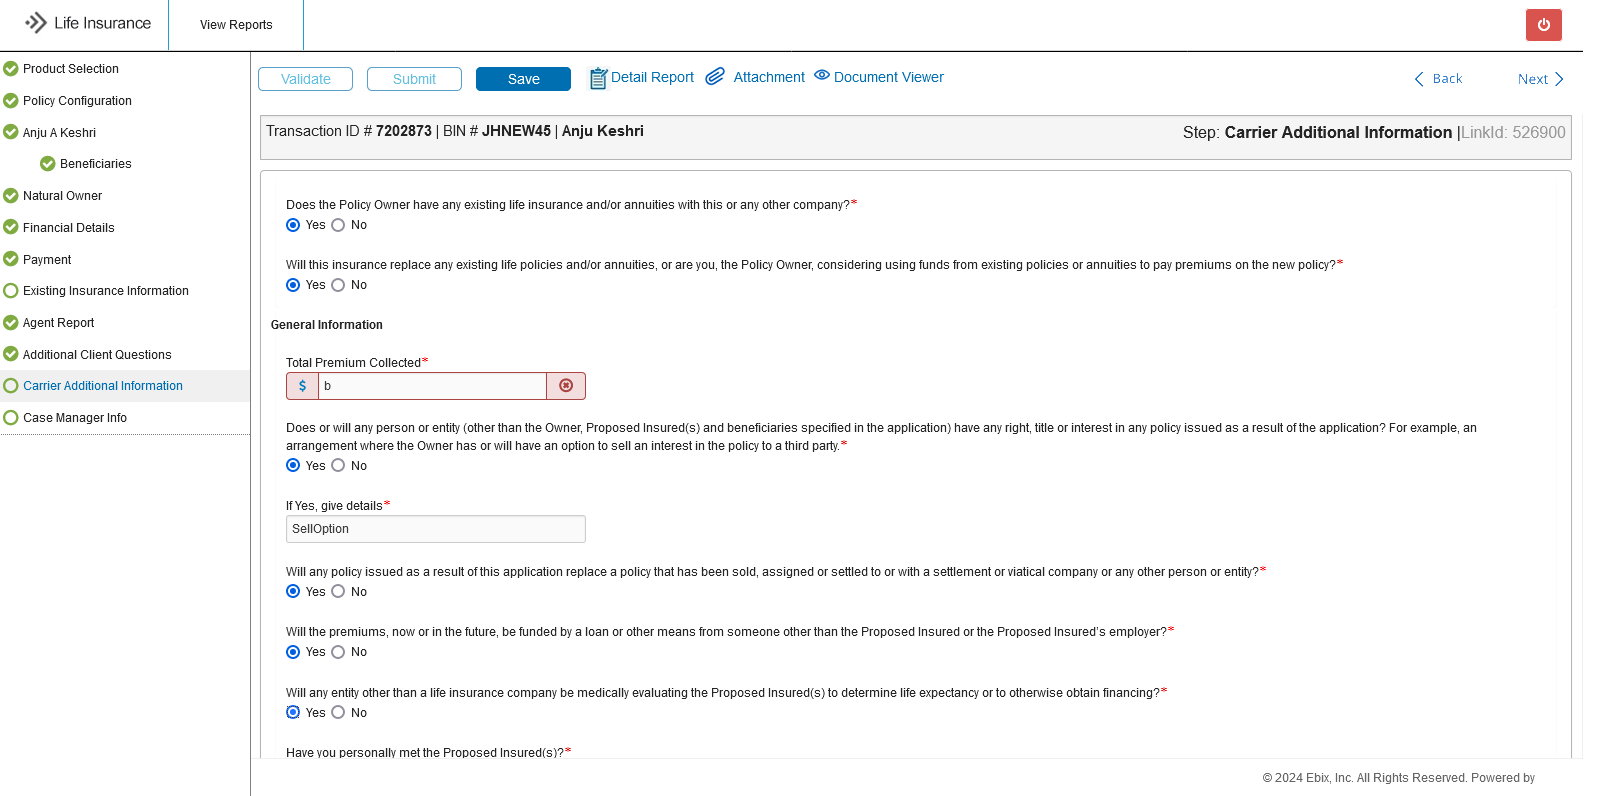 Life Insurance
View Reports
Product Selection
Policy Configuration
Anju A Keshri
Beneficiaries
Natural Owner
Financial Details
Payment
Existing Insurance Information
Agent Report
Additional Client Questions
Carrier Additional Information
Case Manager Info
Validate
Submit
Save
Detail Report
Attachment
Document Viewer
Back
Next
Transaction ID # 7202873 | BIN # JHNEW45 | Anju Keshri
Step: Carrier Additional Information |LinkId: 526900
Does the Policy Owner have any existing life insurance and/or annuities with this or any other company?*
Yes No
Will this insurance replace any existing life policies and/or annuities, or are you, the Policy Owner, considering using funds from existing policies or annuities to pay premiums on the new policy?*
Yes No
General Information
Total Premium Collected*
$ b
Does or will any person or entity (other than the Owner, Proposed Insured(s) and beneficiaries specified in the application) have any right, title or interest in any policy issued as a result of the application? For example, an
arrangement where the Owner has or will have an option to sell an interest in the policy to a third party.*
Yes No
If Yes, give details*
SellOption
Will any policy issued as a result of this application replace a policy that has been sold, assigned or settled to or with a settlement or viatical company or any other person or entity?*
Yes No
Will the premiums, now or in the future, be funded by a loan or other means from someone other than the Proposed Insured or the Proposed Insured's employer?*
Yes No
Will any entity other than a life insurance company be medically evaluating the Proposed Insured(s) to determine life expectancy or to otherwise obtain financing?*
Yes No
Have you personally met the Proposed Insured(s)?*
© 2024 Ebix, Inc. All Rights Reserved. Powered by